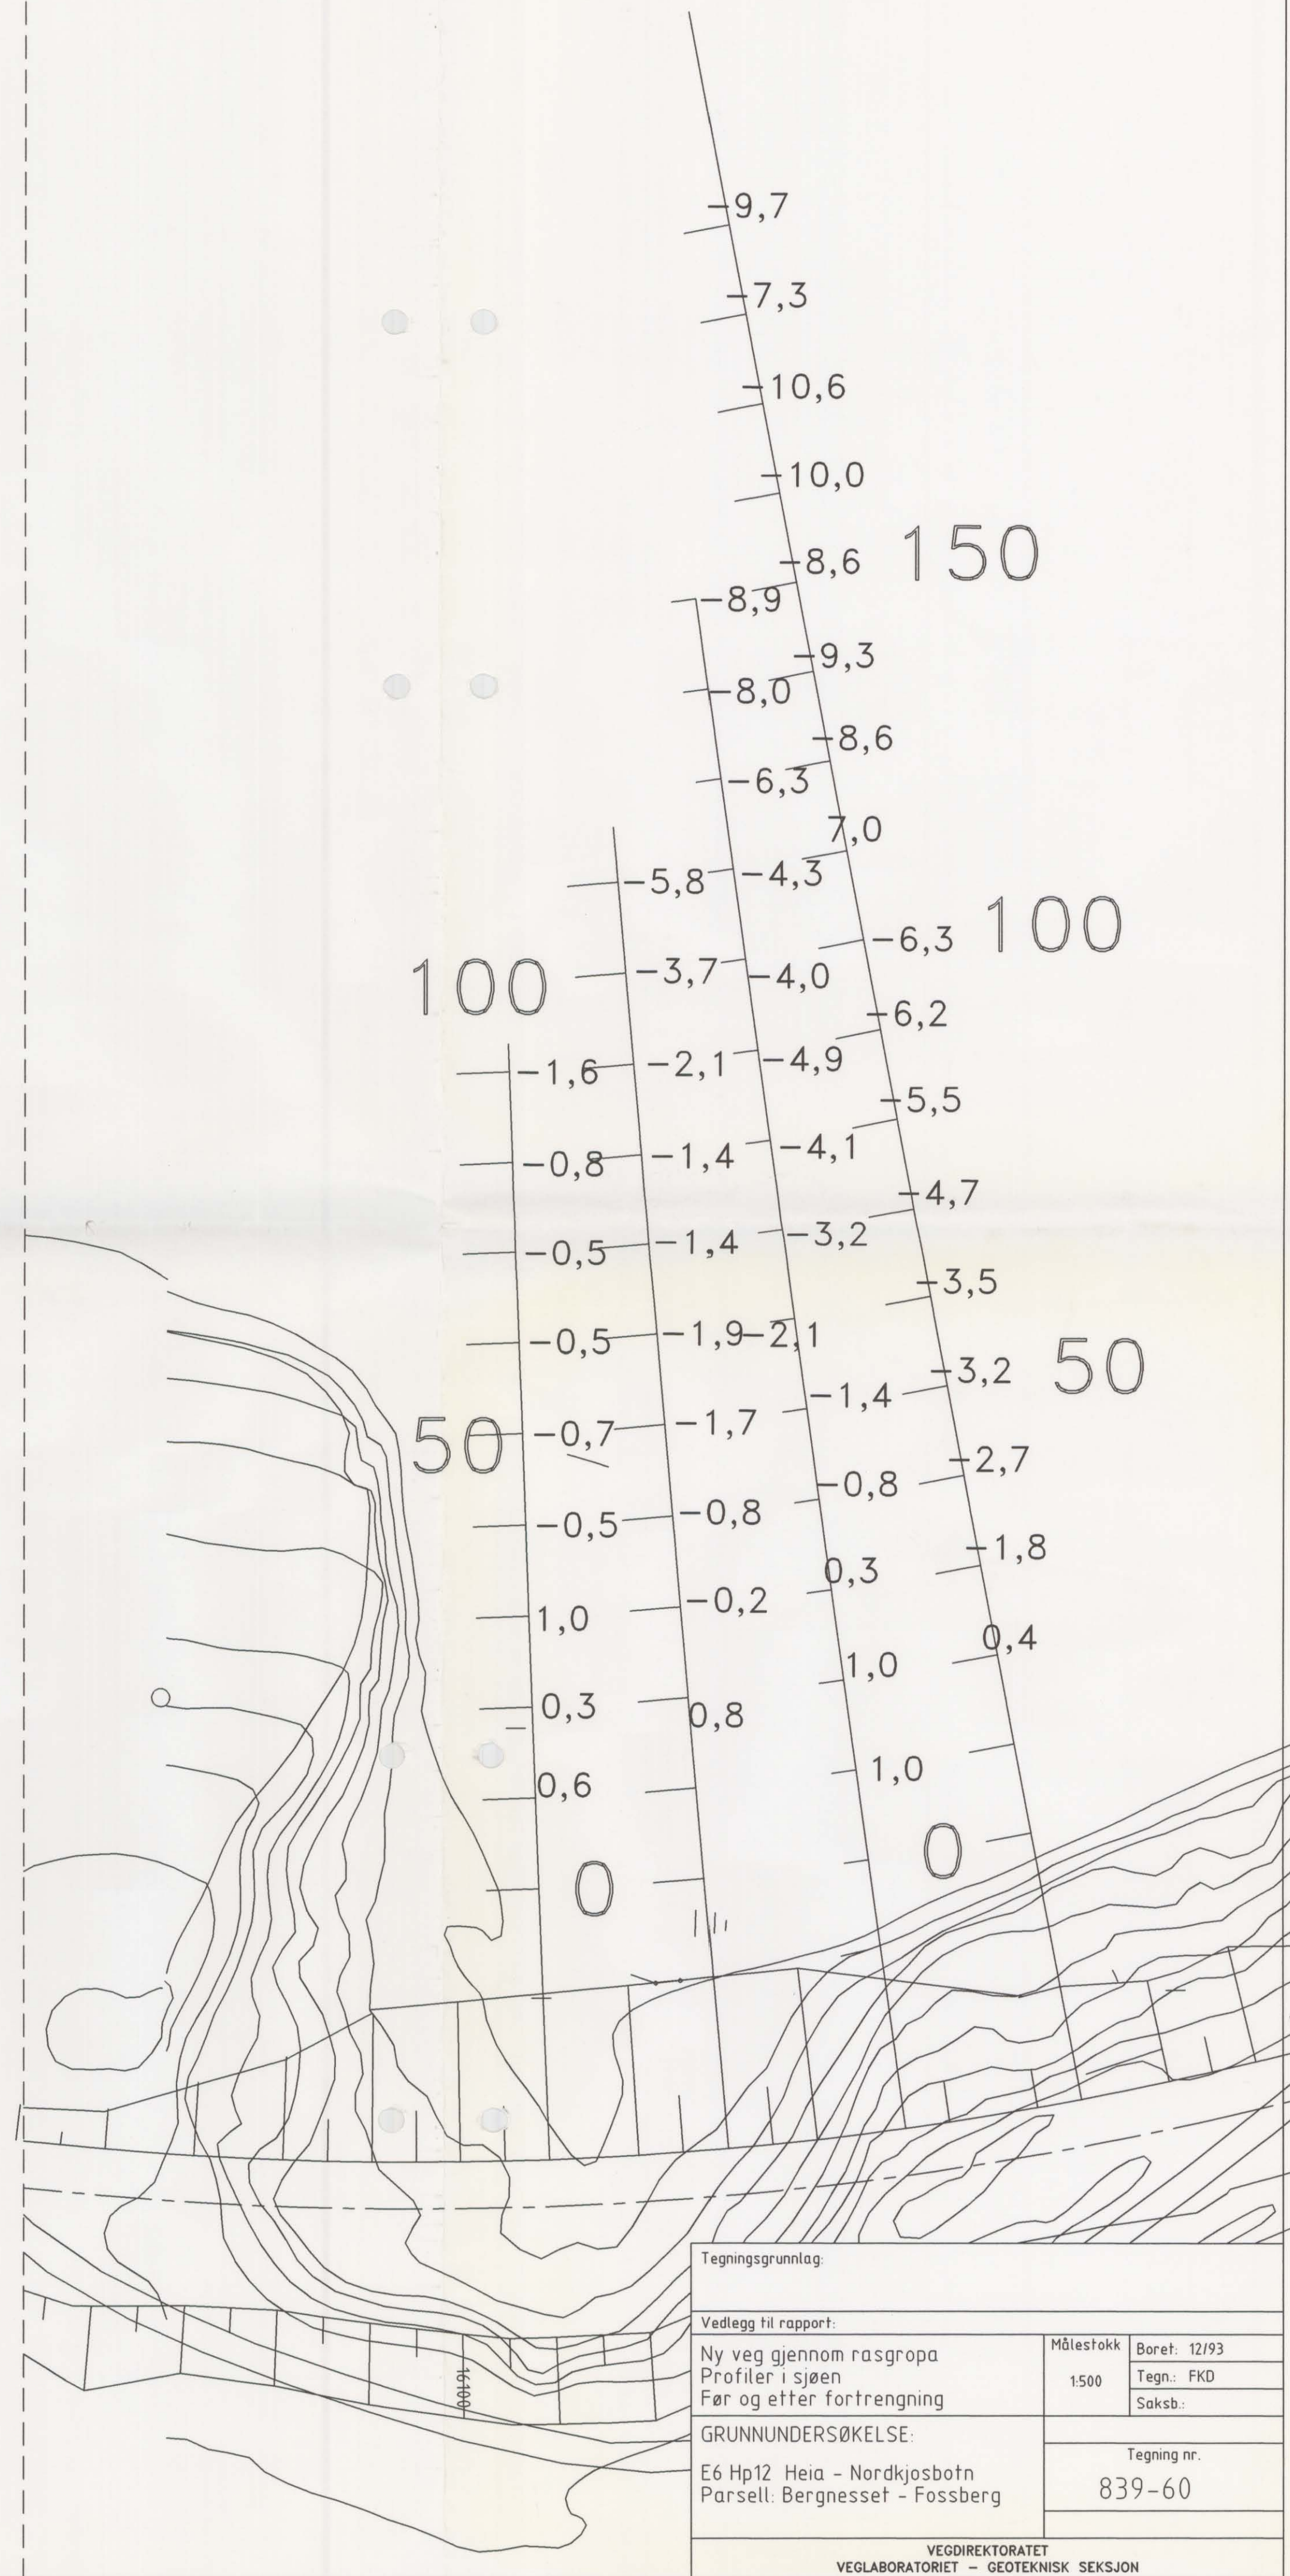 -9,7
-7,3
-10,6
-10,0
-8,6 150
-8,9
-9,3
-8,0
-8,6
-6,3
7,0
-5,8 -4,3
-6,3 100
100 -3,7 -4,0
-6,2
-1,6 -2,1 -4,9
-5,5
-0,8 -1,4 -4,1
-4,7
-0,5 -1,4 -3,2
-3,5
-0,5 -1,9 -2,1
-3,2 50
-1,4
50 -0,7 -1,7
-2,7
-0,8
-0,5 -0,8
-1,8
0,3
-0,2
1,0
0,4
1,0
0,3 0,8
1,0
0,6
0
0
16100
Tegningsgrunnlag:
Vedlegg til rapport:
Ny veg gjennom rasgropa
Profiler i sjøen
Før og etter fortrengning
Målestokk
1:500
Boret: 12/93
Tegn.: FKD
Saksb.:
GRUNNUNDERSØKELSE:
E6 Hp12 Heia - Nordkjosbotn
Parsell: Bergnesset - Fossberg
Tegning nr.
839-60
VEGDIREKTORATET
VEGLABORATORIET – GEOTEKNISK SEKSJON